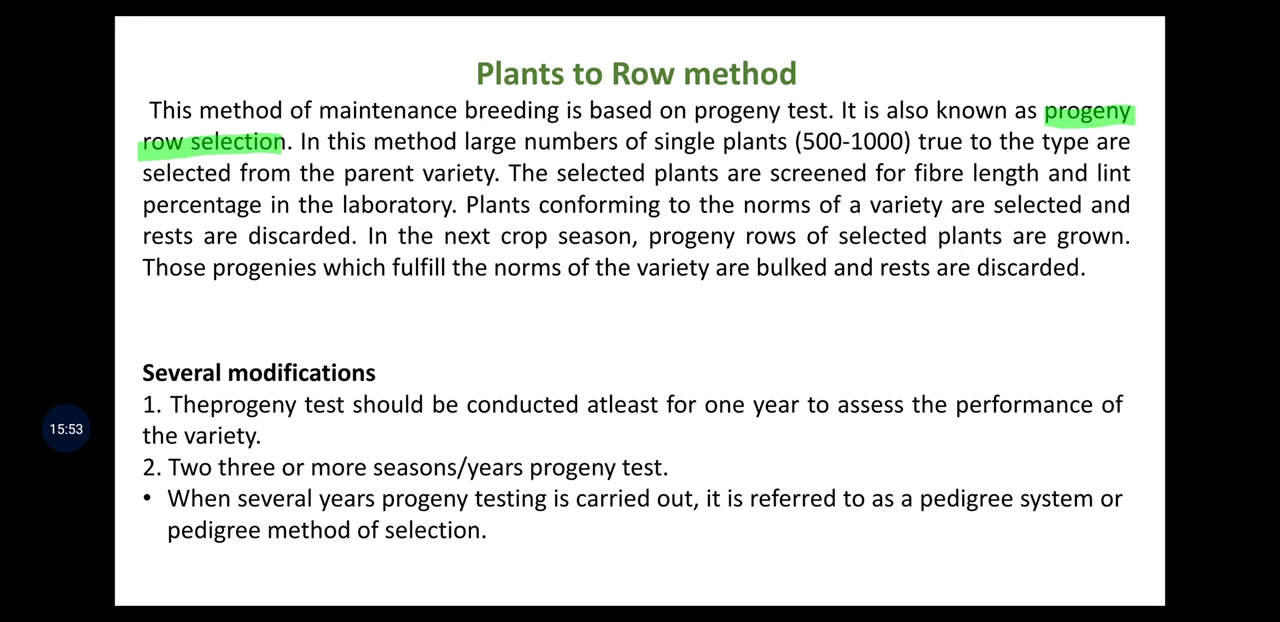 Plants to Row method
This method of maintenance breeding is based on progeny test. It is also known as progeny
row selection. In this method large numbers of single plants (500-1000) true to the type are
selected from the parent variety. The selected plants are screened for fibre length and lint
percentage in the laboratory. Plants conforming to the norms of a variety are selected and
rests are discarded. In the next crop season, progeny rows of selected plants are grown.
Those progenies which fulfill the norms of the variety are bulked and rests are discarded.
Several modifications
1. Theprogeny test should be conducted atleast for one year to assess the performance of
the variety.
2. Two three or more seasons/years progeny test.
• When several years progeny testing is carried out, it is referred to as a pedigree system or
pedigree method of selection.
15:53